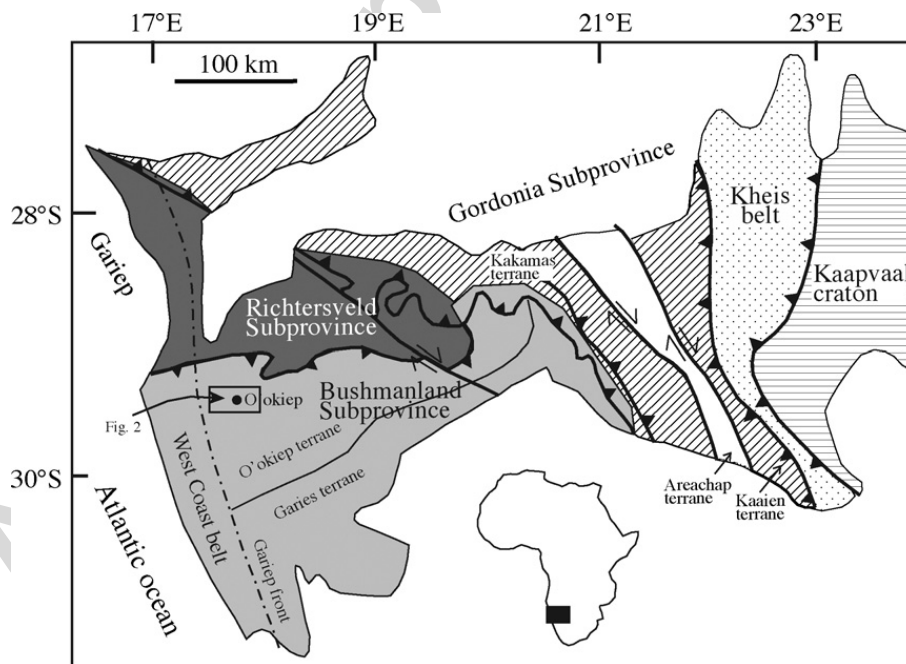 17°E
19°E
21°E
23°E
100 km
28°S
30°S
Gariep
Gordonia Subprovince
Kheis
belt
Kaapvaal
craton
Kakamas
terrane
Richtersveld
Subprovince
Bushmanland
Subprovince
O'okiep
Fig. 2
O'okiep terrane
Garies terrane
West Coast belt
Gariep front
Atlantic ocean
Areachap
terrane
Kaaien
terrane